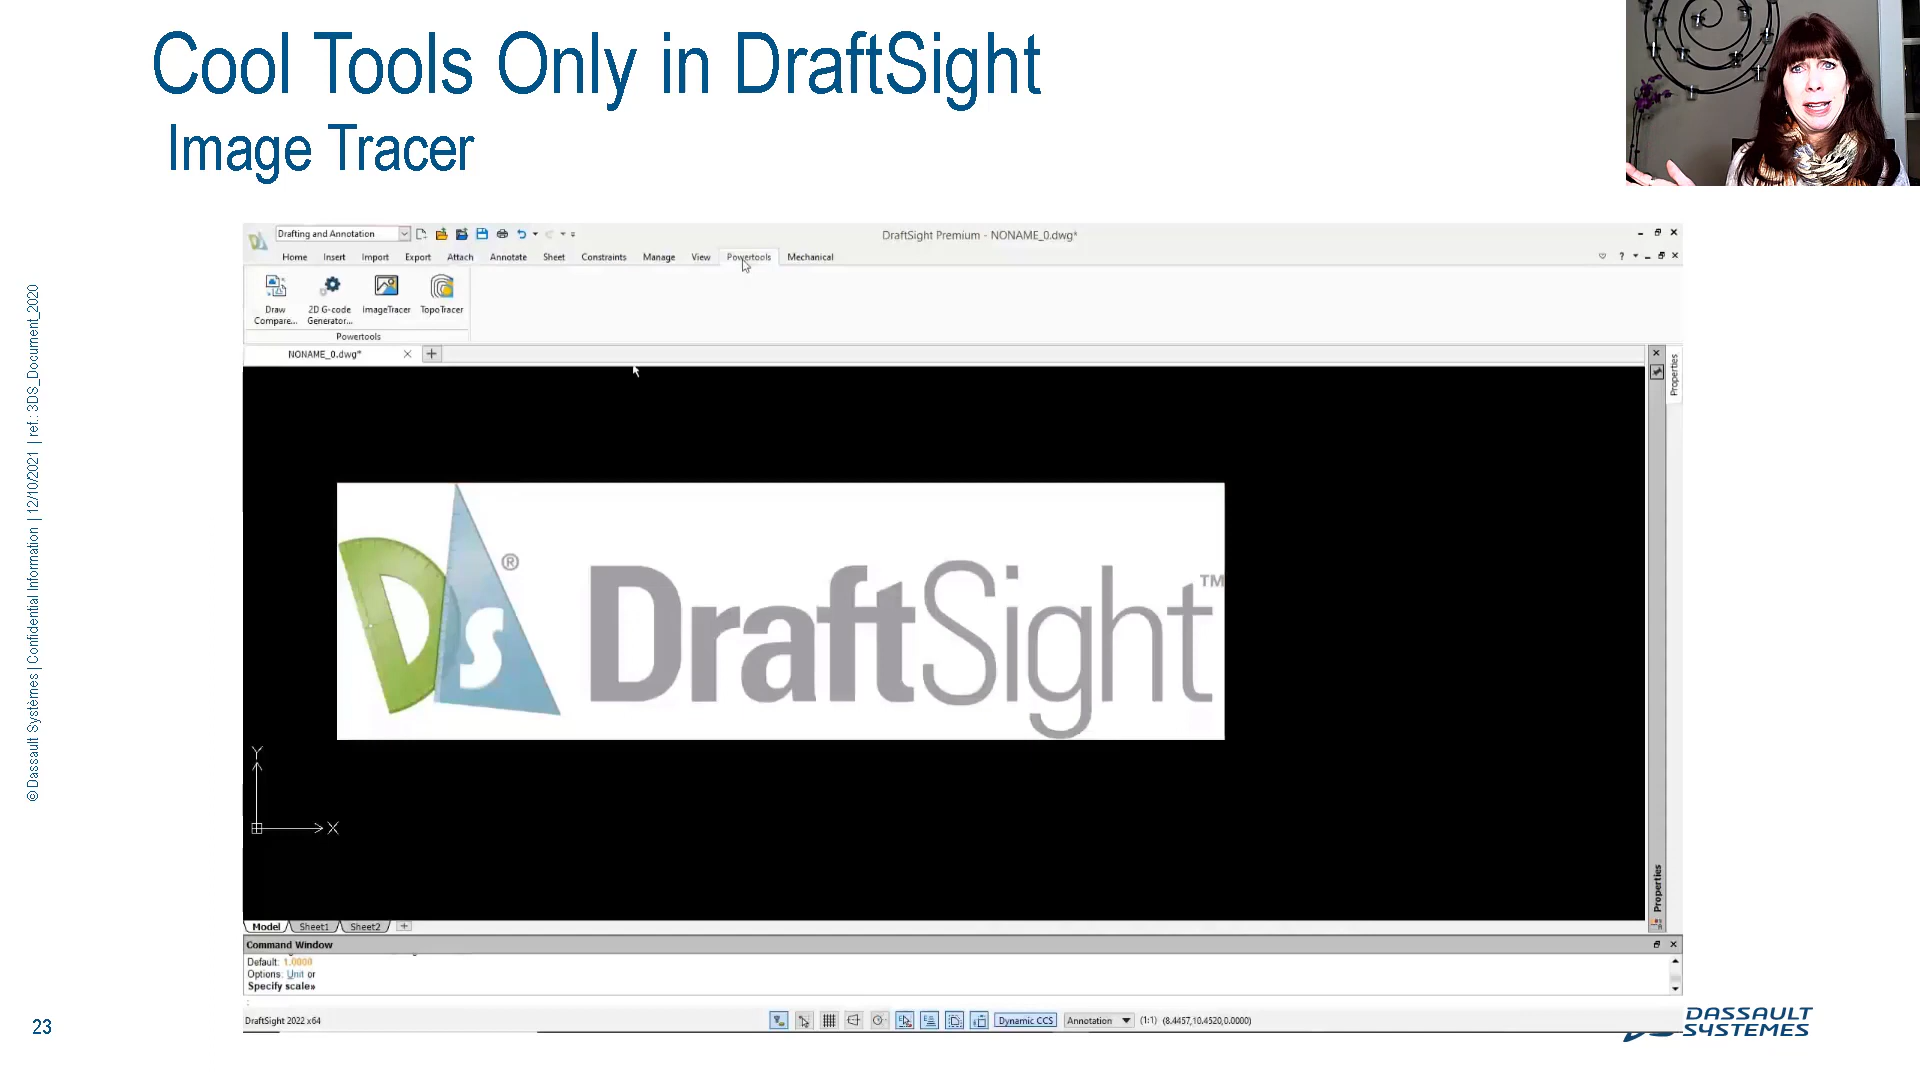 Cool Tools Only in DraftSight
Image Tracer
Drafting and Annotation
DraftSight Premium - NONAME_0.dwg*
Home Insert Import Export Attach Annotate Sheet Constraints Manage View Powertools Mechanical
Draw Compare...
2D G-code Generator...
ImageTracer
TopoTracer
Powertools
NONAME_0.dwg*
Properties
DS® DraftSight™
Y
X
Properties
Model Sheet1 Sheet2
Command Window
Default: 1.0000
Options: Unit or
Specify scale»
:
DraftSight 2022 x64
Dynamic CCS Annotation (1:1) (8.4457,10.4520,0.0000)
© Dassault Systèmes | Confidential Information | 12/10/2021 | ref.: 3DS_Document_2020
23
DASSAULT
SYSTEMES